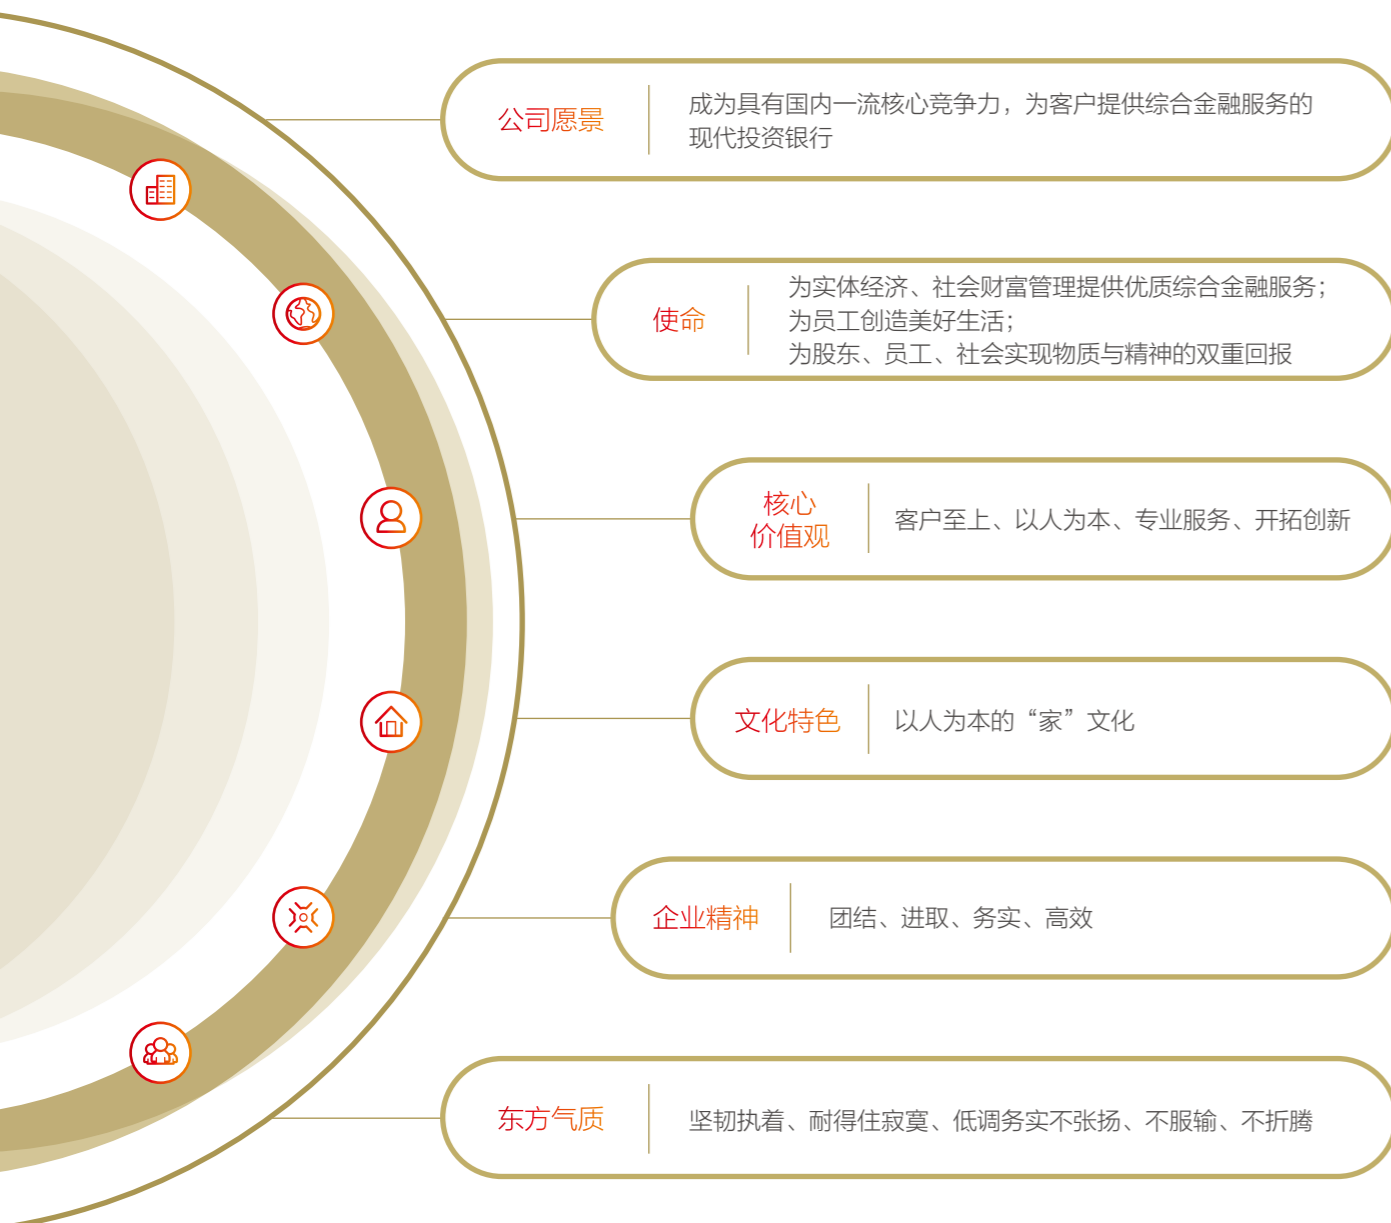 公司愿景
成为具有国内一流核心竞争力，为客户提供综合金融服务的
现代投资银行
使命
为实体经济、社会财富管理提供优质综合金融服务；
为员工创造美好生活；
为股东、员工、社会实现物质与精神的双重回报
核心
价值观
客户至上、以人为本、专业服务、开拓创新
文化特色
以人为本的“家”文化
企业精神
团结、进取、务实、高效
东方气质
坚韧执着、耐得住寂寞、低调务实不张扬、不服输、不折腾